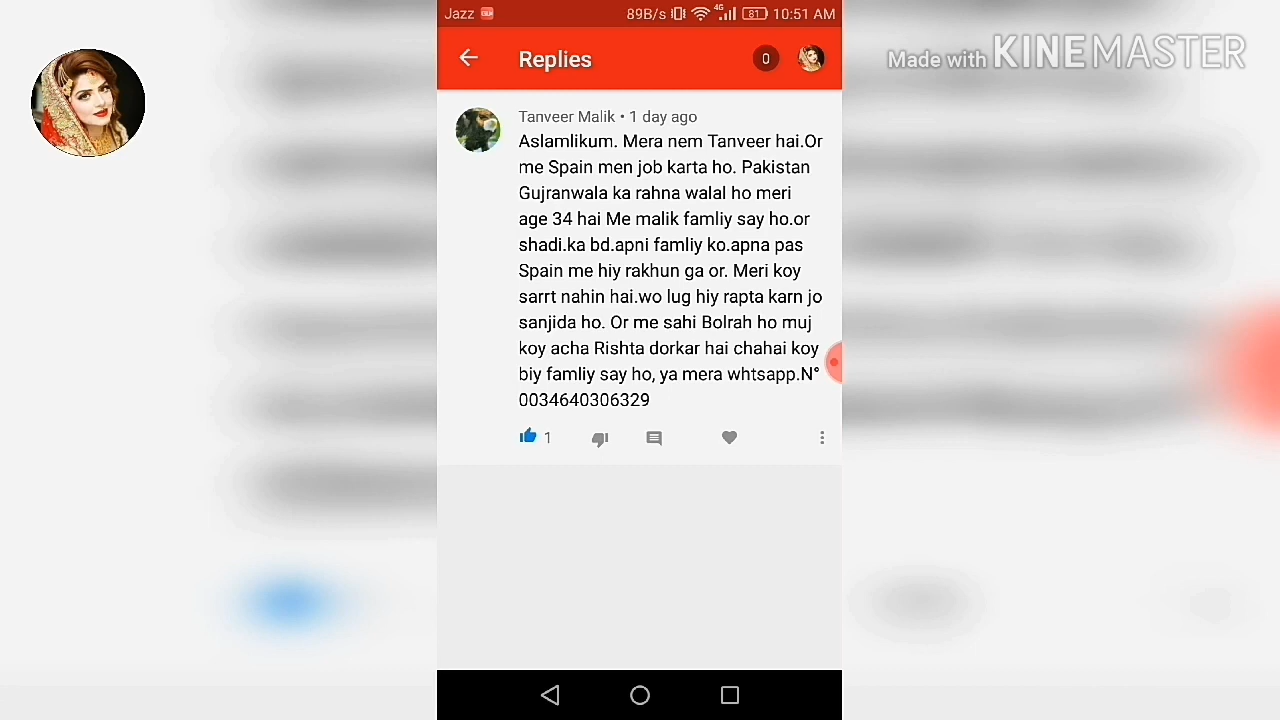 Jazz
89B/s 4G 81 10:51 AM
Replies
0
Made with KINEMASTER
Tanveer Malik • 1 day ago
Aslamlikum. Mera nem Tanveer hai.Or
me Spain men job karta ho. Pakistan
Gujranwala ka rahna walal ho meri
age 34 hai Me malik famliy say ho.or
shadi.ka bd.apni famliy ko.apna pas
Spain me hiy rakhun ga or. Meri koy
sarrt nahin hai.wo lug hiy rapta karn jo
sanjida ho. Or me sahi Bolrah ho muj
koy acha Rishta dorkar hai chahai koy
biy famliy say ho, ya mera whtsapp.N°
0034640306329
1